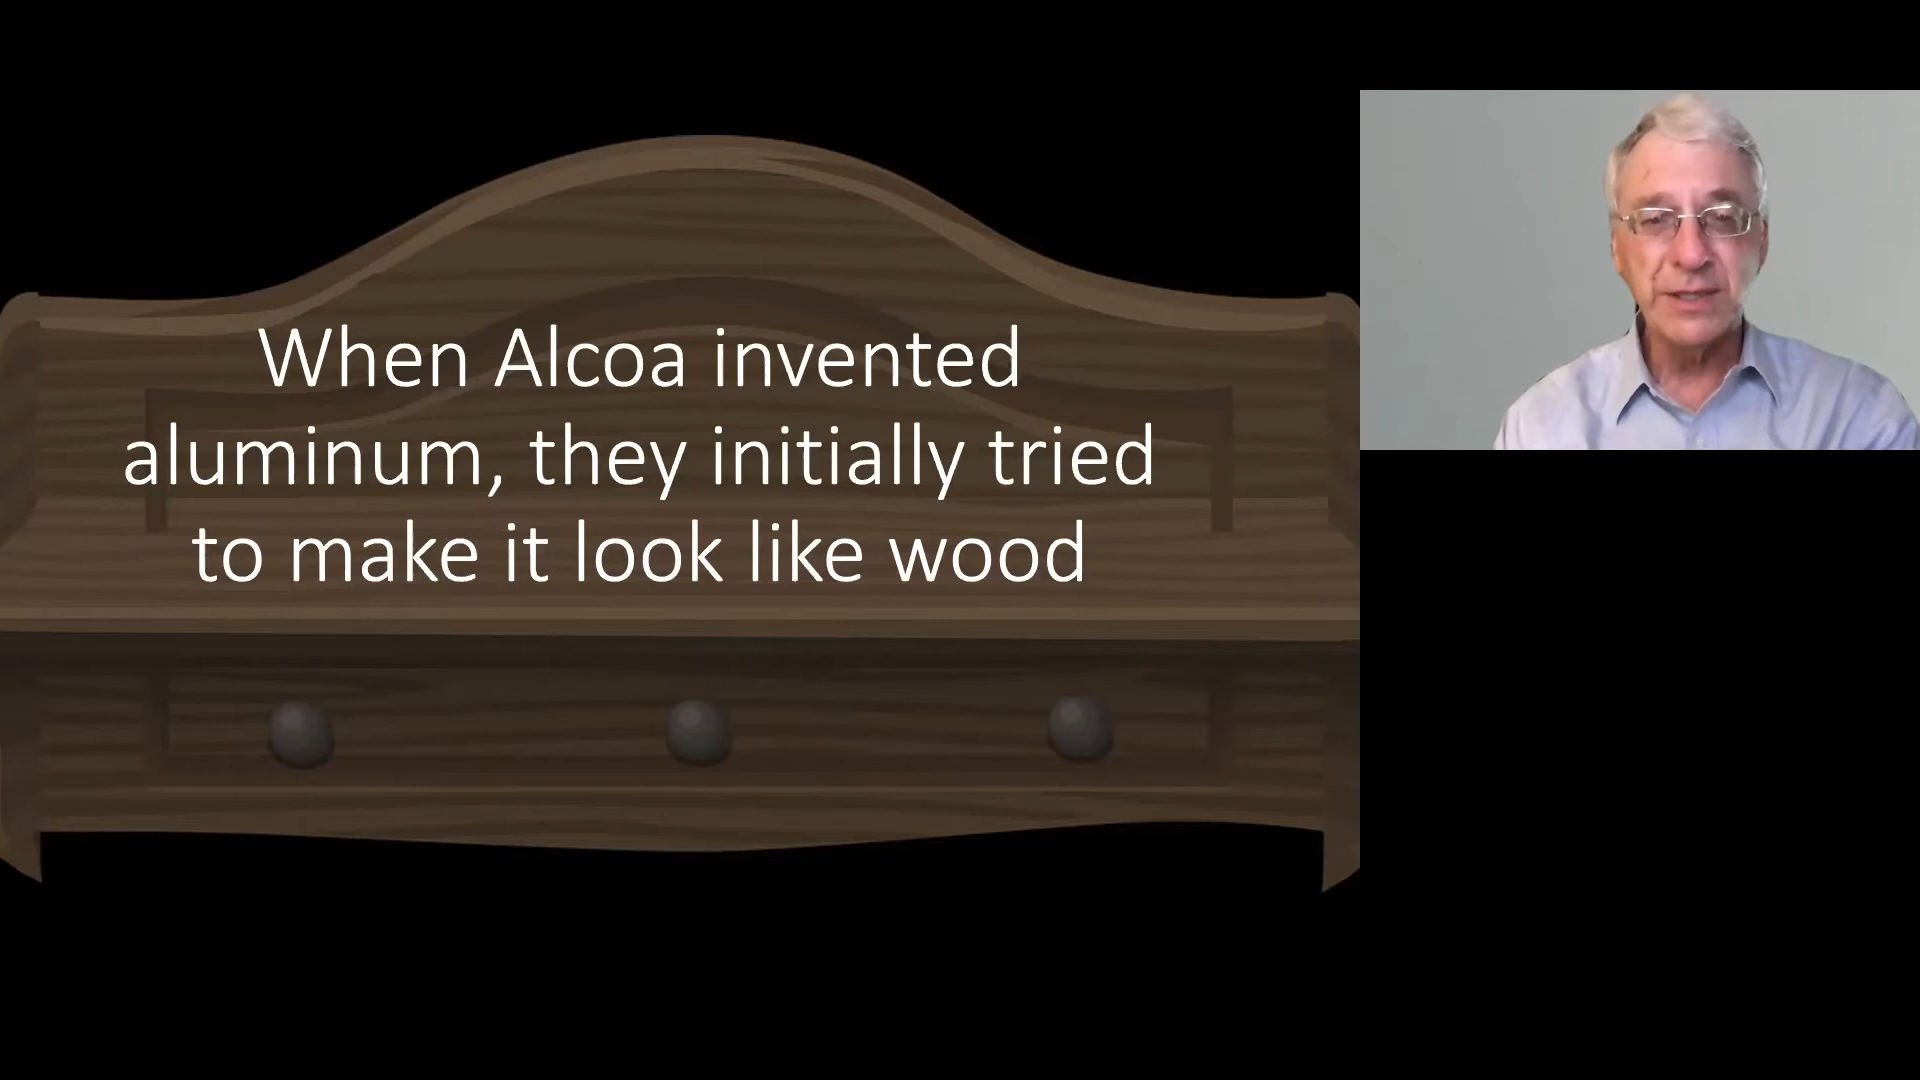 When Alcoa invented
aluminum, they initially tried
to make it look like wood